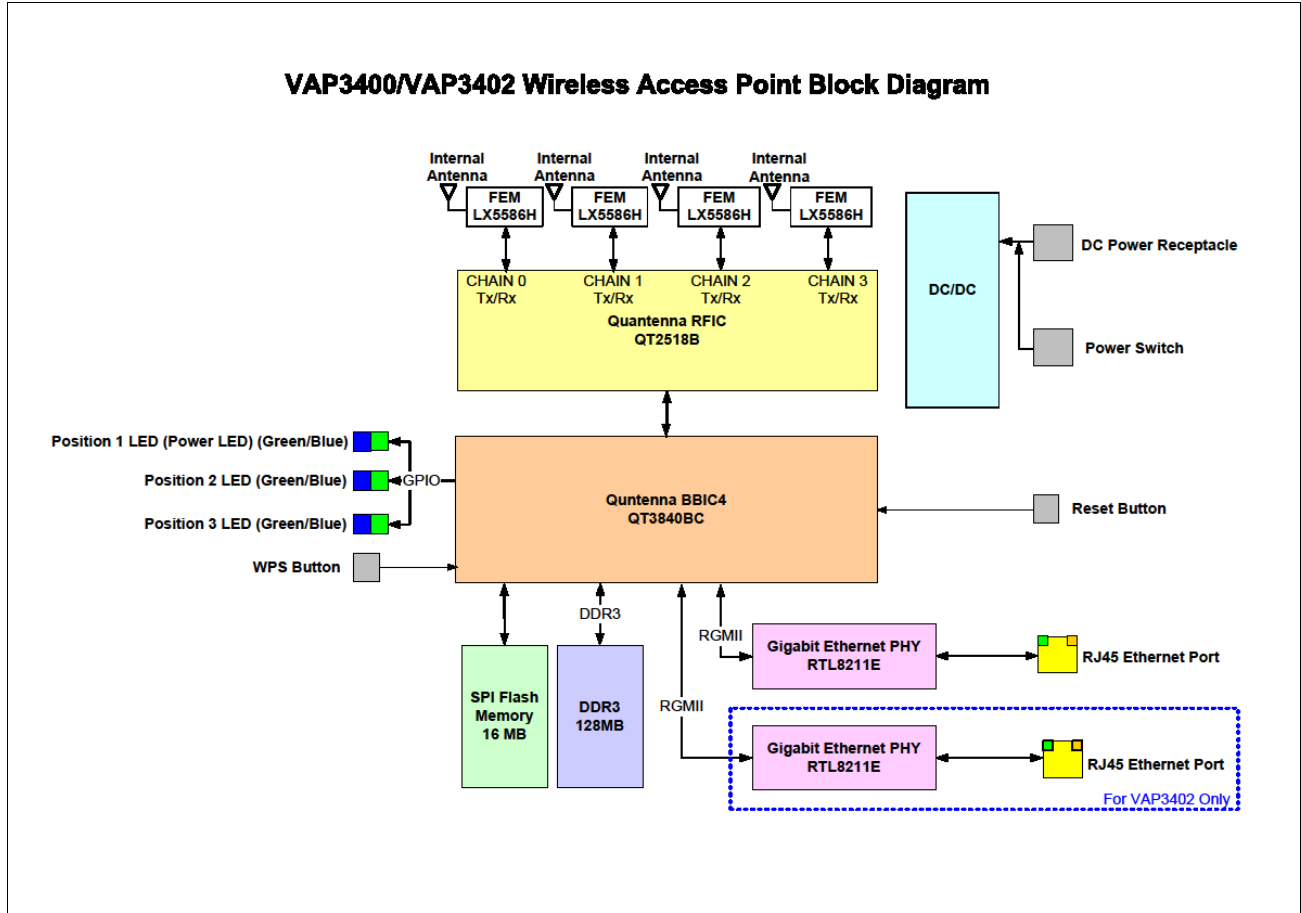 VAP3400/VAP3402 Wireless Access Point Block Diagram
Internal
Antenna
Internal
Antenna
Internal
Antenna
Internal
Antenna
FEM
LX5586H
FEM
LX5586H
FEM
LX5586H
FEM
LX5586H
CHAIN 0
Tx/Rx
CHAIN 1
Tx/Rx
CHAIN 2
Tx/Rx
CHAIN 3
Tx/Rx
Quantenna RFIC
QT2518B
DC/DC
DC Power Receptacle
Power Switch
Position 1 LED (Power LED) (Green/Blue)
Position 2 LED (Green/Blue)
Position 3 LED (Green/Blue)
GPIO
WPS Button
Quntenna BBIC4
QT3840BC
Reset Button
DDR3
RGMII
RGMII
SPI Flash
Memory
16 MB
DDR3
128MB
Gigabit Ethernet PHY
RTL8211E
RJ45 Ethernet Port
Gigabit Ethernet PHY
RTL8211E
RJ45 Ethernet Port
For VAP3402 Only